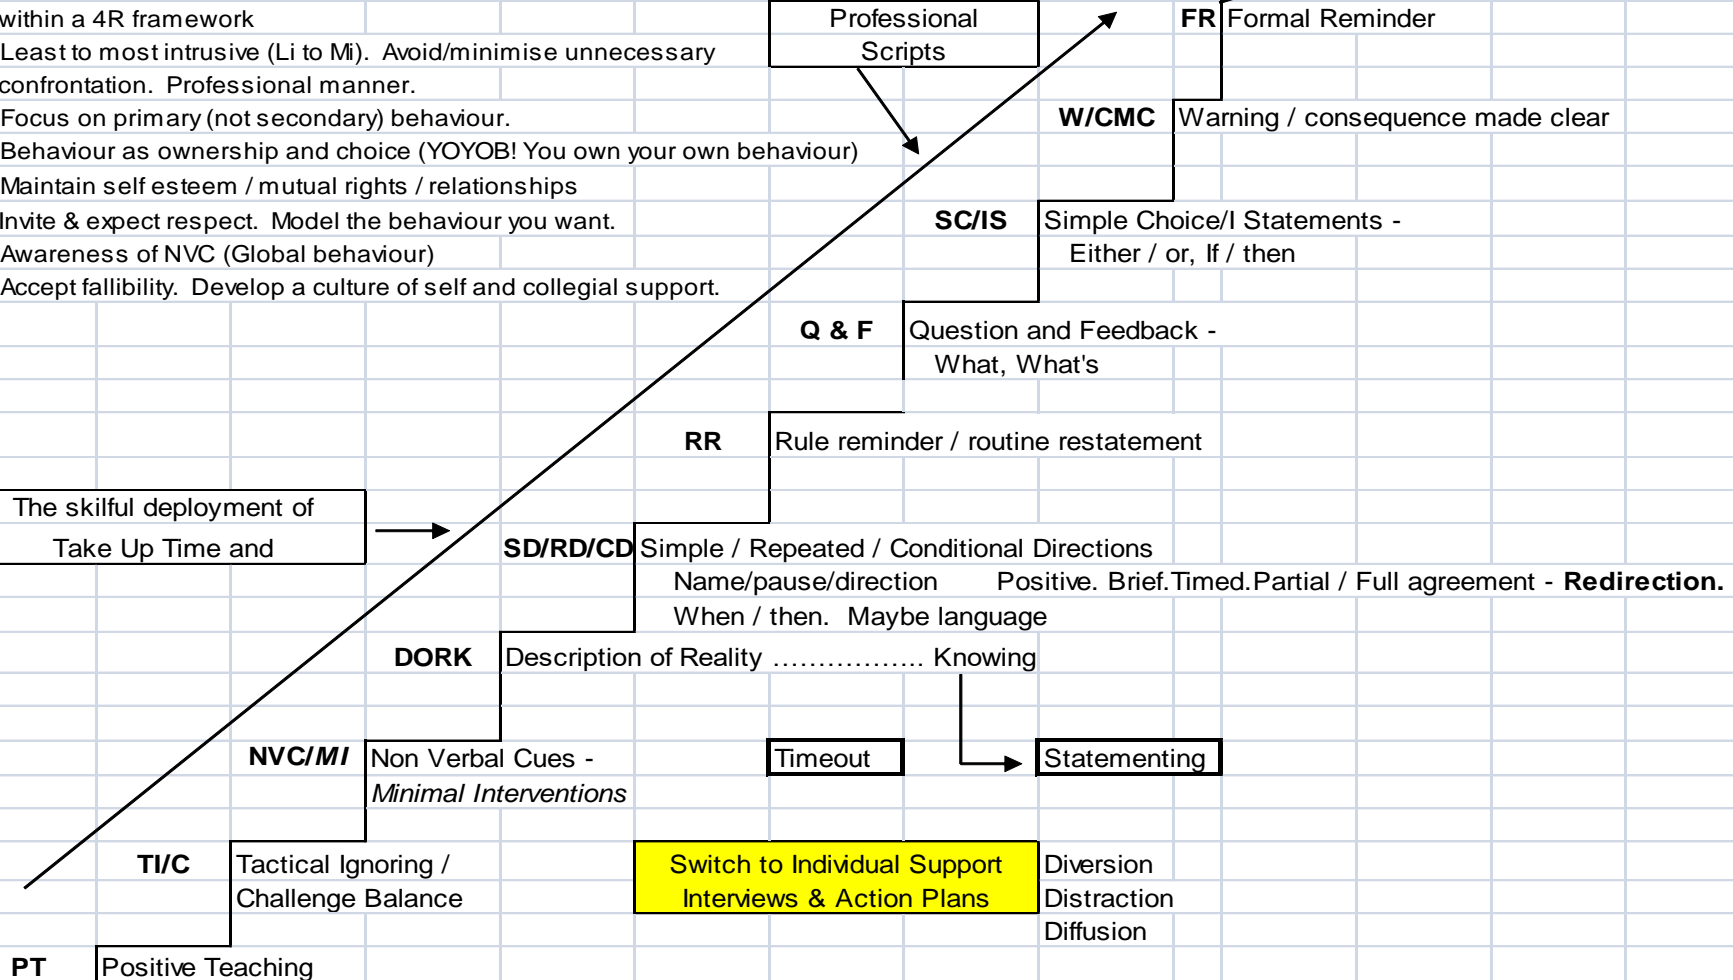 within a 4R framework
Least to most intrusive (Li to Mi).  Avoid/minimise unnecessary
confrontation.  Professional manner.
Focus on primary (not secondary) behaviour.
Behaviour as ownership and choice (YOYOB! You own your own behaviour)
Maintain self esteem / mutual rights / relationships
Invite & expect respect.  Model the behaviour you want.
Awareness of NVC (Global behaviour)
Accept fallibility.  Develop a culture of self and collegial support.
Professional
Scripts
FR Formal Reminder
W/CMC Warning / consequence made clear
SC/IS Simple Choice/I Statements -
Either / or, If / then
Q & F Question and Feedback -
What, What's
RR Rule reminder / routine restatement
The skilful deployment of
Take Up Time and
SD/RD/CD Simple / Repeated / Conditional Directions
Name/pause/direction Positive. Brief.Timed.Partial / Full agreement - Redirection.
When / then.  Maybe language
DORK Description of Reality ................. Knowing
NVC/MI Non Verbal Cues -
Minimal Interventions
Timeout
Statementing
TI/C Tactical Ignoring /
Challenge Balance
Switch to Individual Support
Interviews & Action Plans
Diversion
Distraction
Diffusion
PT Positive Teaching